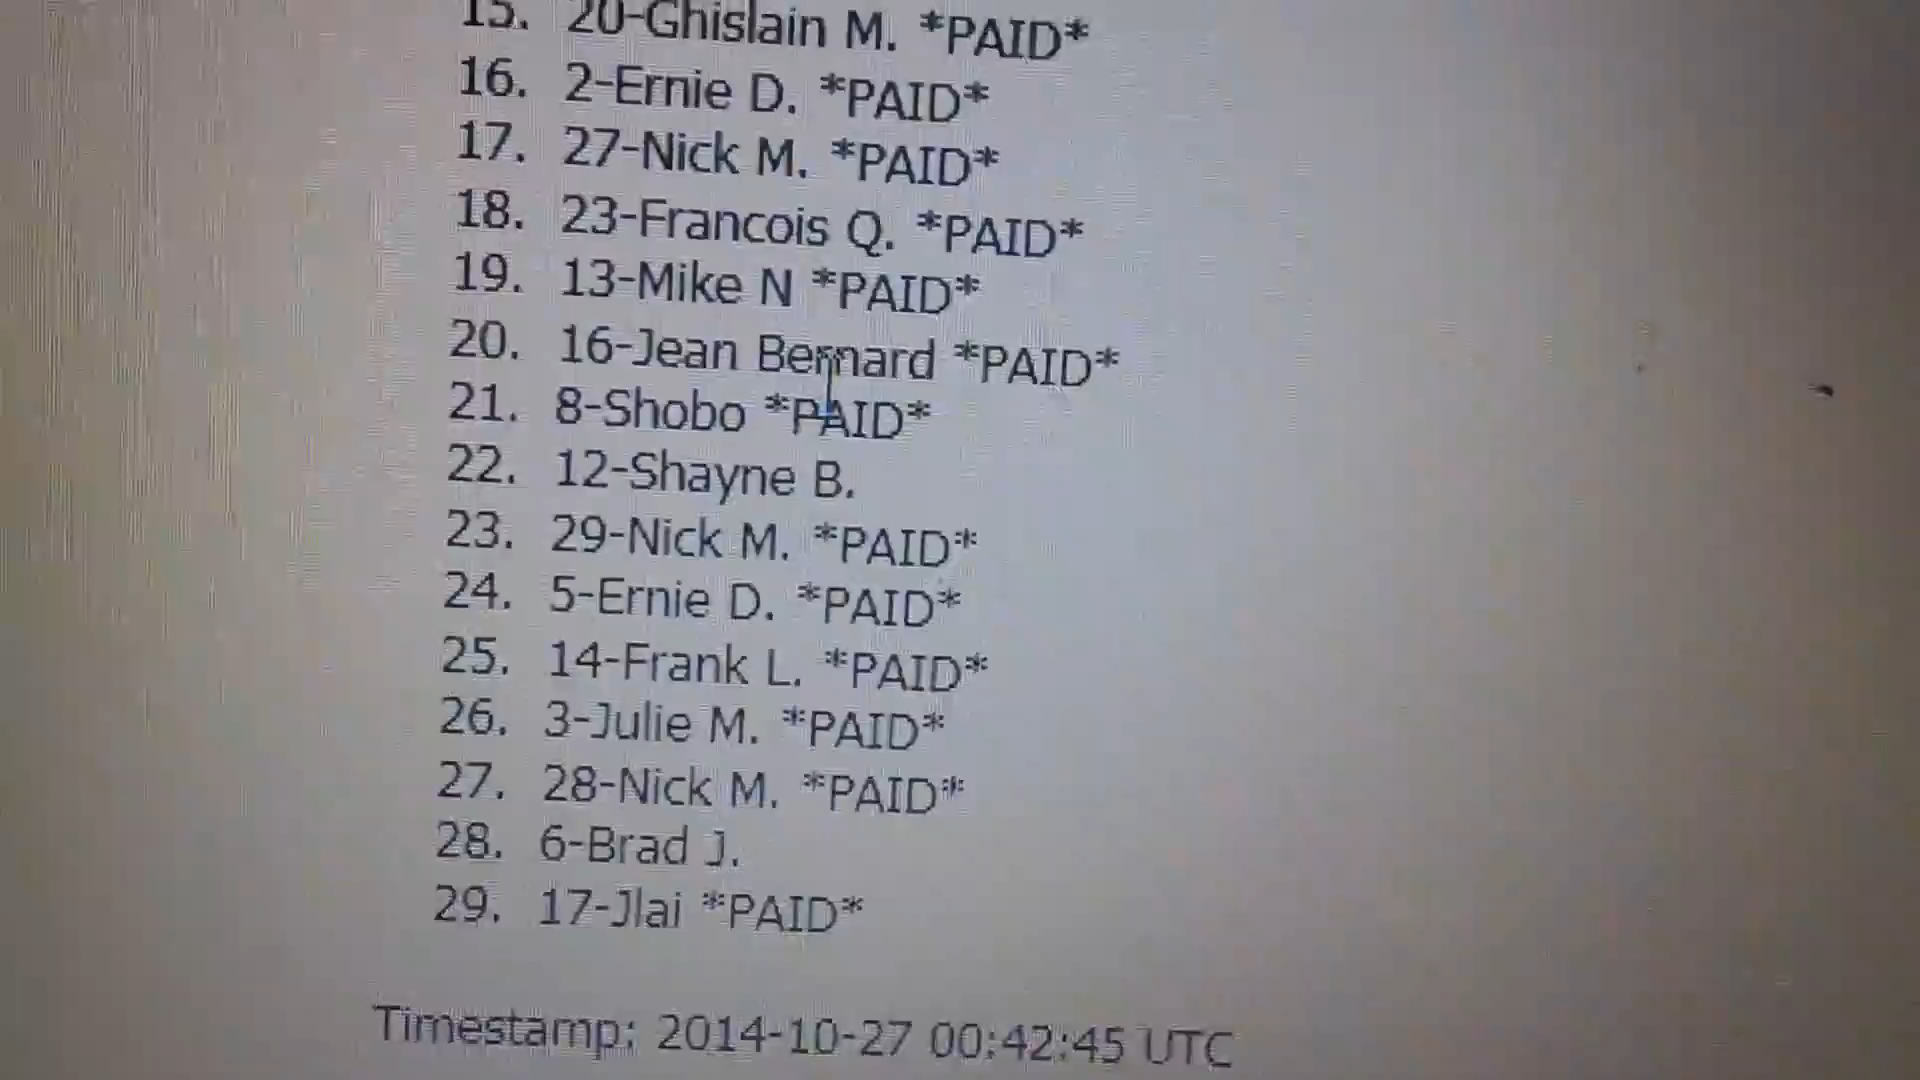 15. 20-Ghislain M. *PAID*
16. 2-Ernie D. *PAID*
17. 27-Nick M. *PAID*
18. 23-Francois Q. *PAID*
19. 13-Mike N *PAID*
20. 16-Jean Bernard *PAID*
21. 8-Shobo *PAID*
22. 12-Shayne B.
23. 29-Nick M. *PAID*
24. 5-Ernie D. *PAID*
25. 14-Frank L. *PAID*
26. 3-Julie M. *PAID*
27. 28-Nick M. *PAID*
28. 6-Brad J.
29. 17-Jlai *PAID*
Timestamp: 2014-10-27 00:42:45 UTC